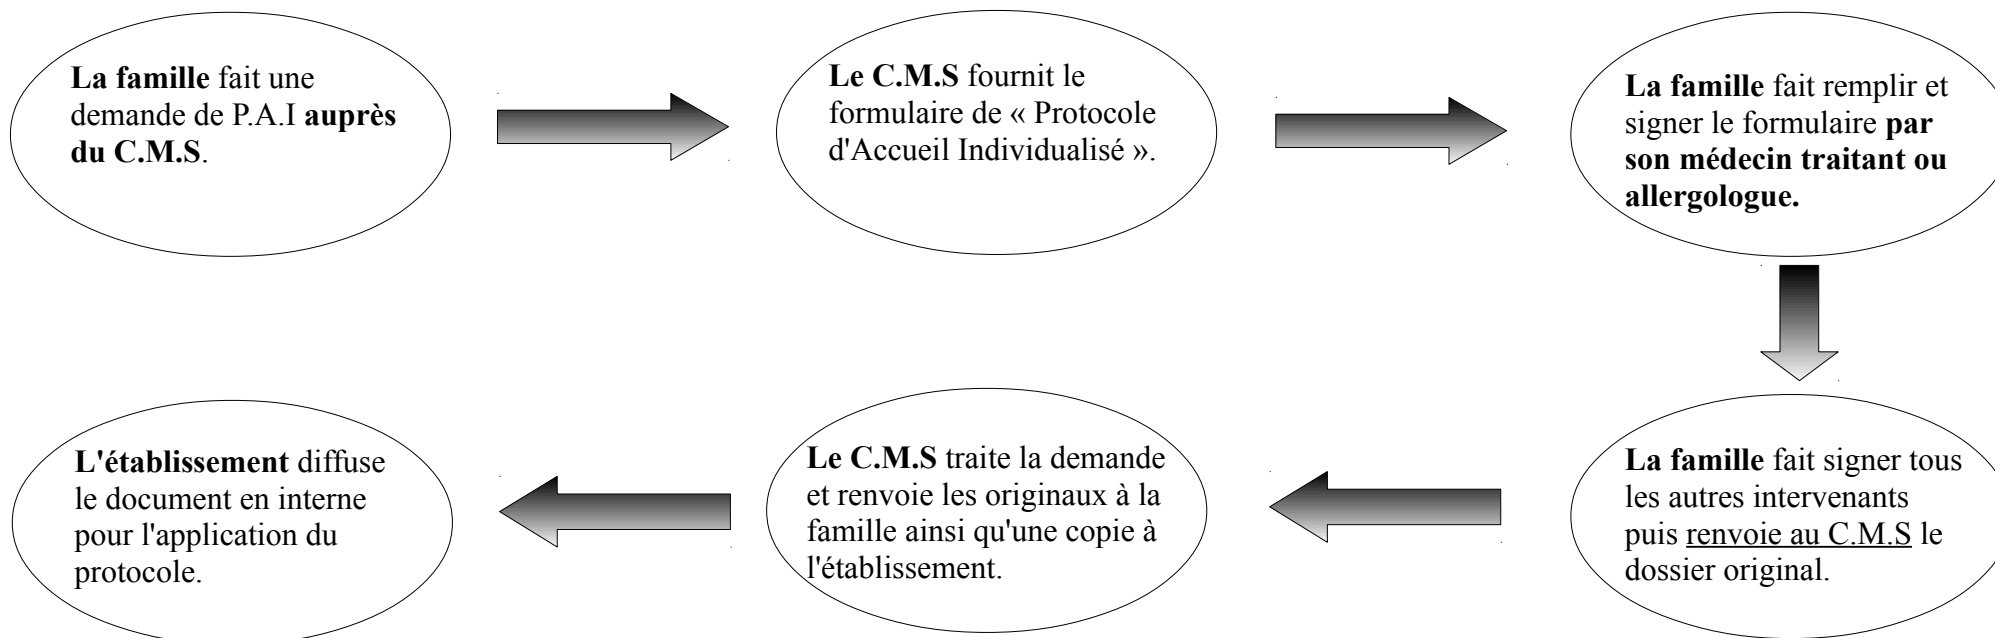 La famille fait une
demande de P.A.I auprès
du C.M.S.
Le C.M.S fournit le
formulaire de « Protocole
d'Accueil Individualisé ».
La famille fait remplir et
signer le formulaire par
son médecin traitant ou
allergologue.
La famille fait signer tous
les autres intervenants
puis renvoie au C.M.S le
dossier original.
Le C.M.S traite la demande
et renvoie les originaux à la
famille ainsi qu'une copie à
l'établissement.
L'établissement diffuse
le document en interne
pour l'application du
protocole.